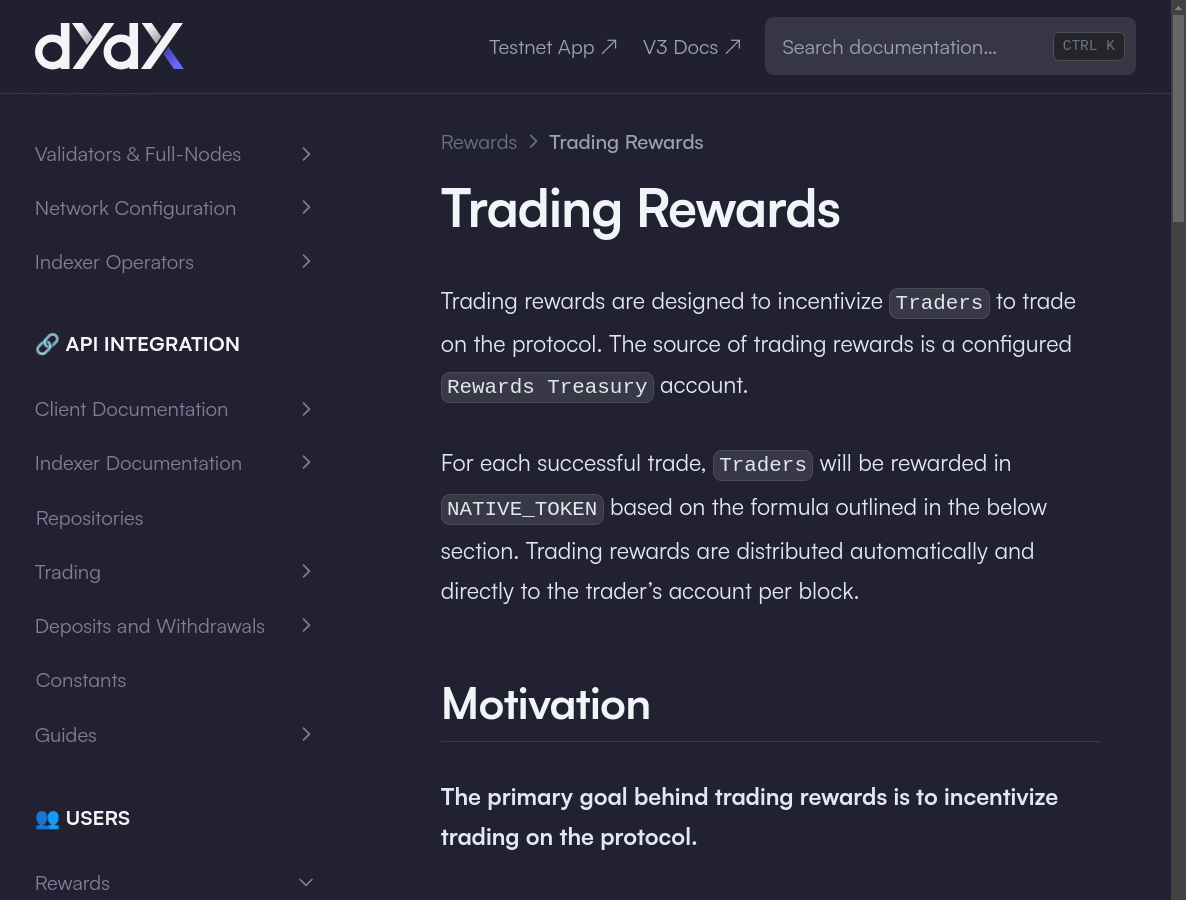 dYdX
Testnet App
V3 Docs
Search documentation…
CTRL K
Validators & Full-Nodes
Network Configuration
Indexer Operators
API INTEGRATION
Client Documentation
Indexer Documentation
Repositories
Trading
Deposits and Withdrawals
Constants
Guides
USERS
Rewards
Rewards > Trading Rewards
Trading Rewards
Trading rewards are designed to incentivize Traders to trade
on the protocol. The source of trading rewards is a configured
Rewards Treasury account.
For each successful trade, Traders will be rewarded in
NATIVE_TOKEN based on the formula outlined in the below
section. Trading rewards are distributed automatically and
directly to the trader’s account per block.
Motivation
The primary goal behind trading rewards is to incentivize
trading on the protocol.